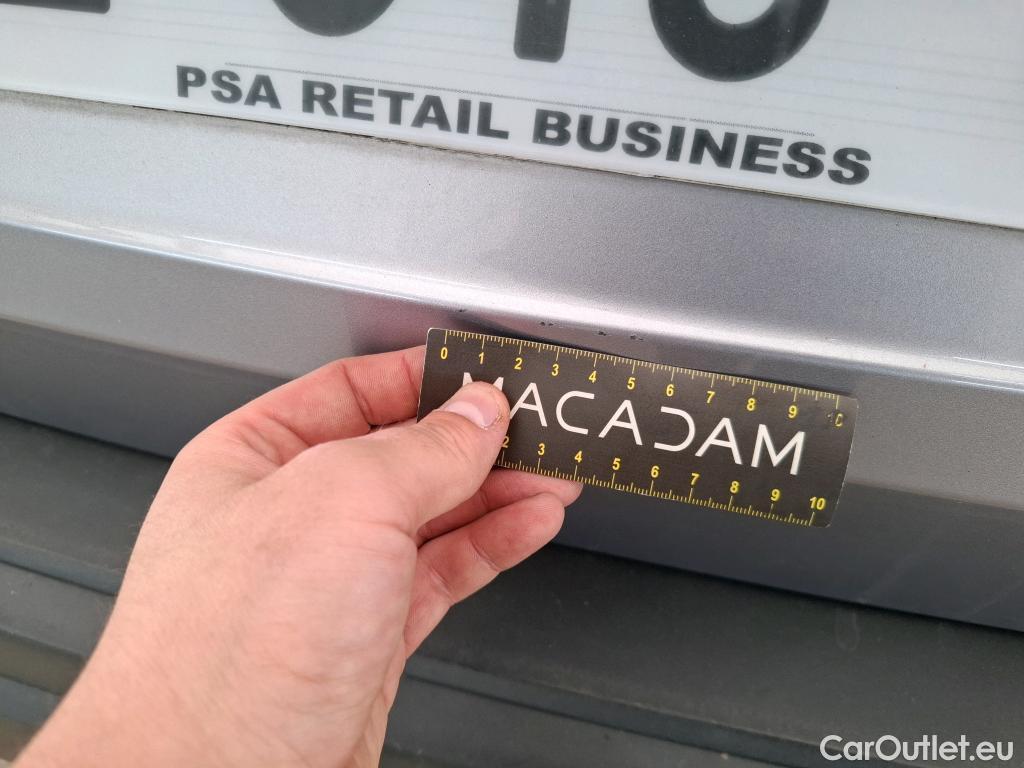 PSA RETAIL BUSINESS
0 1 2 3 4 5 6 7 8 9 10
MACADAM
2 3 4 5 6 7 8 9 10
CarOutlet.eu